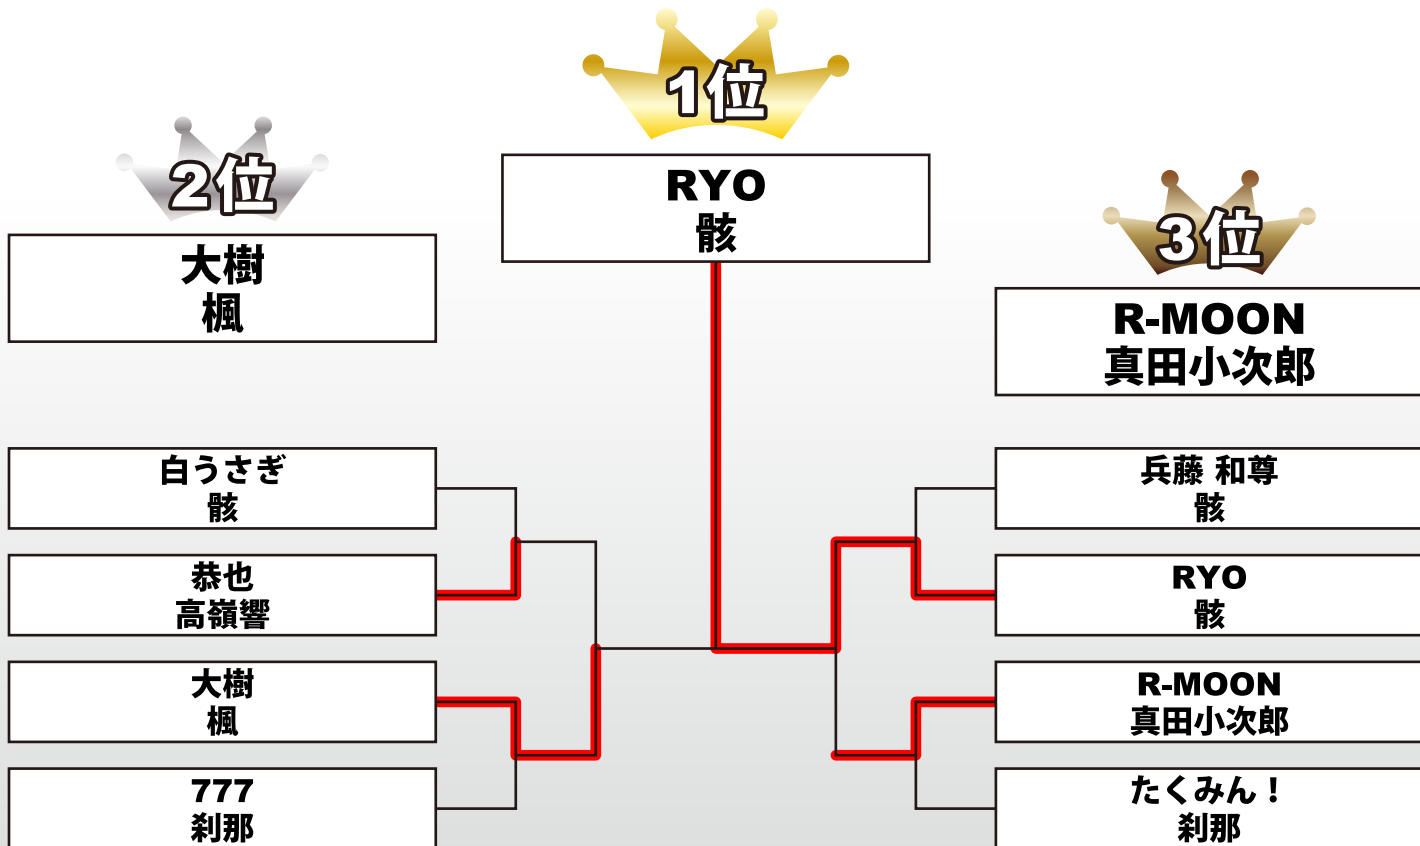 1位
RYO
骸
2位
大樹
楓
3位
R-MOON
真田小次郎
白うさぎ
骸
恭也
高嶺響
大樹
楓
777
刹那
兵藤 和尊
骸
RYO
骸
R-MOON
真田小次郎
たくみん！
刹那